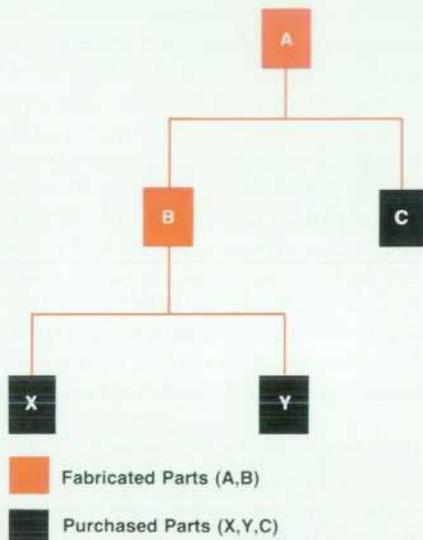 A
B
C
X
Y
Fabricated Parts (A,B)
Purchased Parts (X,Y,C)